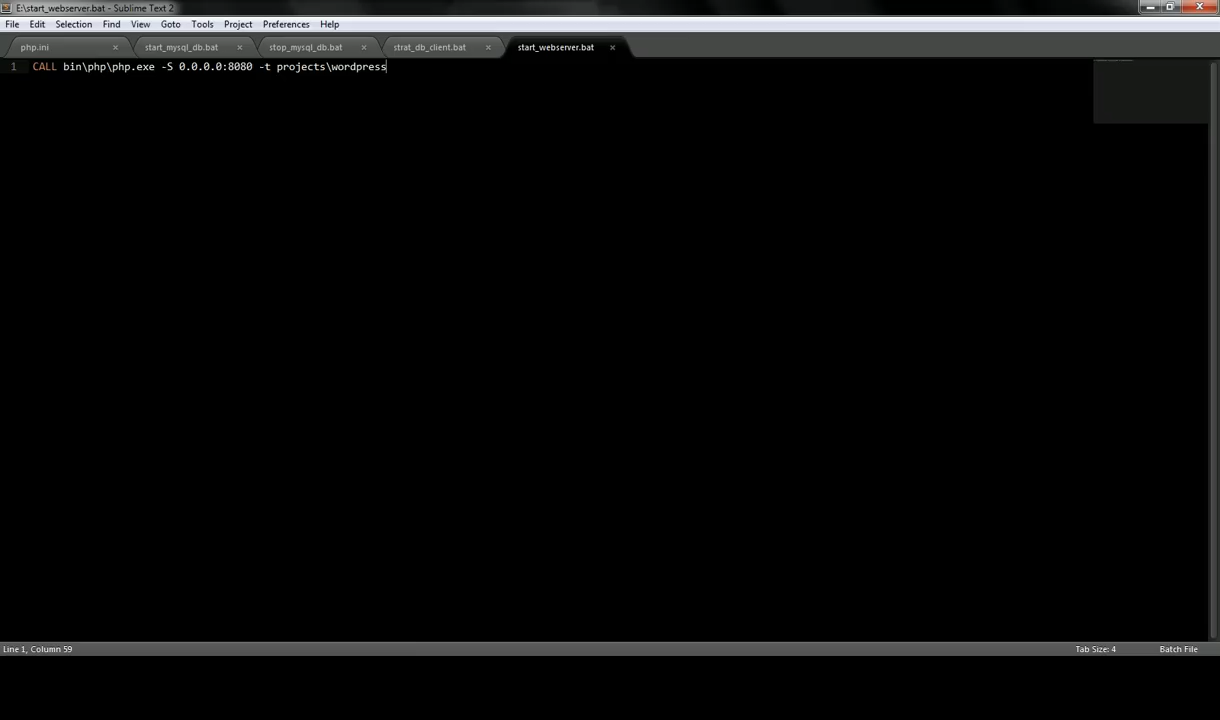 E:\start_webserver.bat - Sublime Text 2
File Edit Selection Find View Goto Tools Project Preferences Help
php.ini start_mysql_db.bat stop_mysql_db.bat strat_db_client.bat start_webserver.bat
1 CALL bin\php\php.exe -S 0.0.0.0:8080 -t projects\wordpress
Line 1, Column 59 Tab Size: 4 Batch File